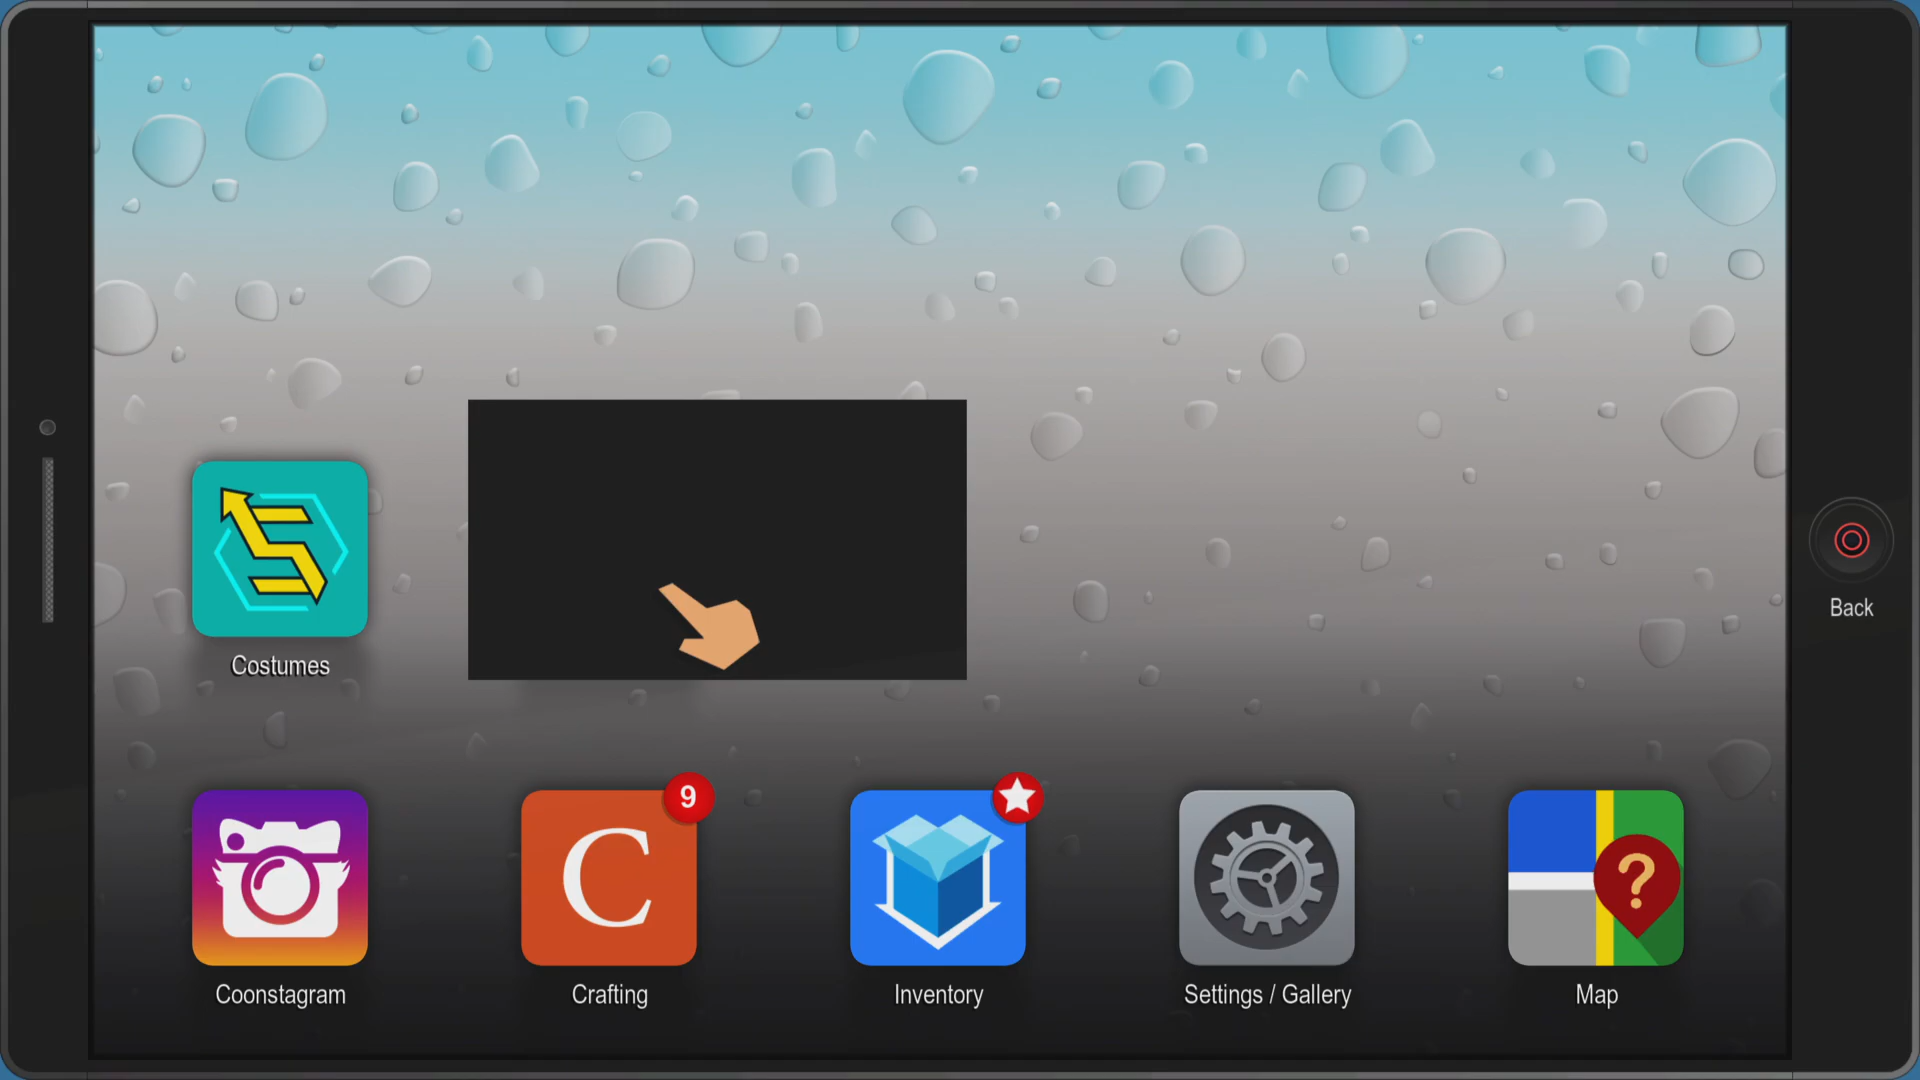 Costumes
Back
9
C
?
Coonstagram
Crafting
Inventory
Settings / Gallery
Map